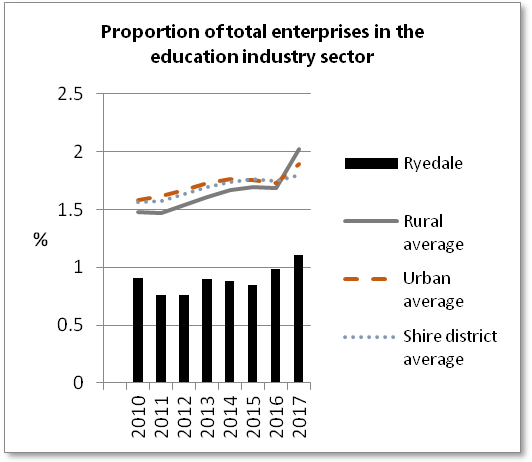 Proportion of total enterprises in the
education industry sector
2.5
2
1.5
1
0.5
0
%
2010
2011
2012
2013
2014
2015
2016
2017
Ryedale
Rural
average
Urban
average
Shire district
average